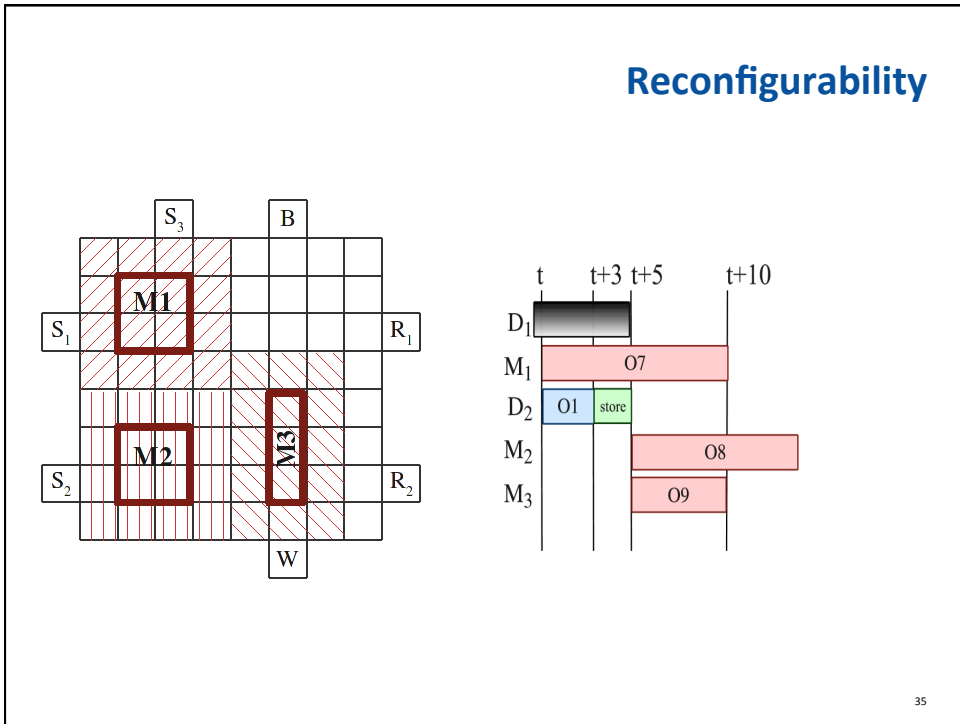 Reconfigurability
S3
B
M1
S1
R1
M2
M3
S2
R2
W
t t+3 t+5 t+10
D1
M1 O7
D2 O1 store
M2 O8
M3 O9
35